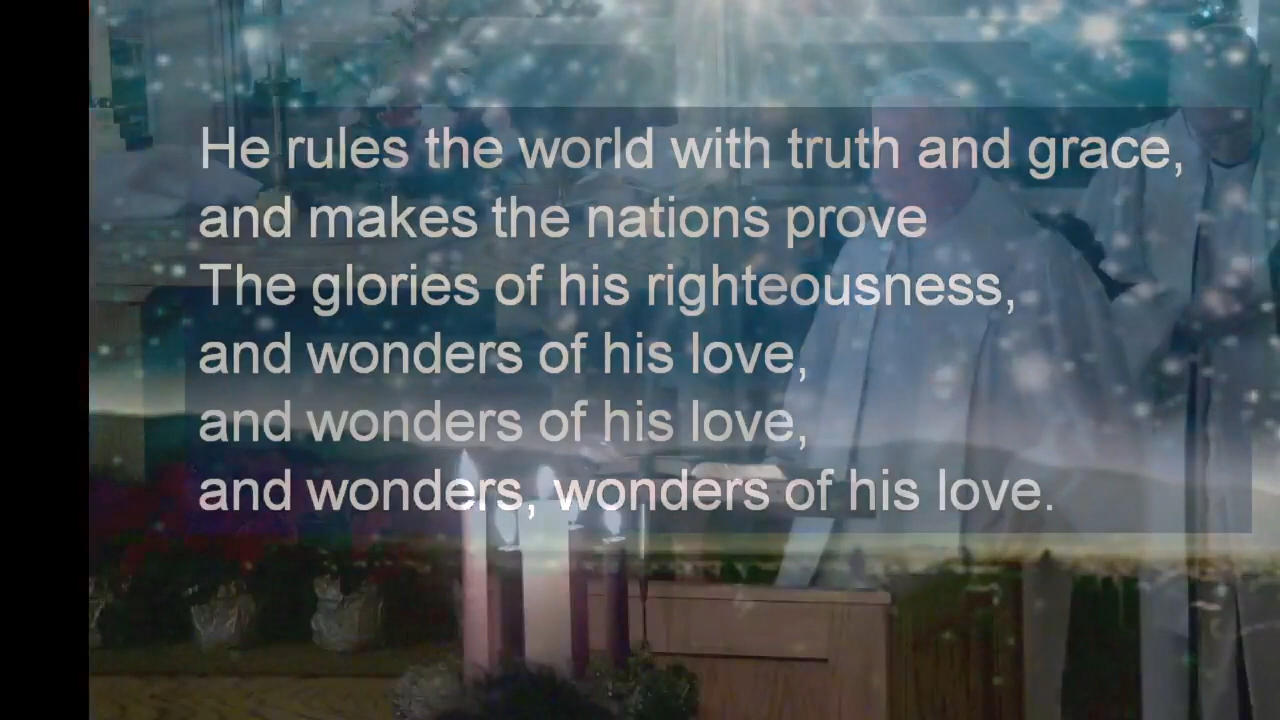 He rules the world with truth and grace,
and makes the nations prove
The glories of his righteousness,
and wonders of his love,
and wonders of his love,
and wonders, wonders of his love.